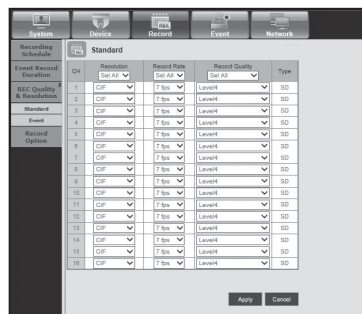 System Device Record Event Network
Recording
Schedule
Event Record
Duration
REC Quality
& Resolution
Standard
Event
Record
Option
Standard
CH Resolution Record Rate Record Quality Type
Sel All Sel All Sel All
1 CIF 7 fps Level4 SD
2 CIF 7 fps Level4 SD
3 CIF 7 fps Level4 SD
4 CIF 7 fps Level4 SD
5 CIF 7 fps Level4 SD
6 CIF 7 fps Level4 SD
7 CIF 7 fps Level4 SD
8 CIF 7 fps Level4 SD
9 CIF 7 fps Level4 SD
10 CIF 7 fps Level4 SD
11 CIF 7 fps Level4 SD
12 CIF 7 fps Level4 SD
13 CIF 7 fps Level4 SD
14 CIF 7 fps Level4 SD
15 CIF 7 fps Level4 SD
16 CIF 7 fps Level4 SD
Apply Cancel